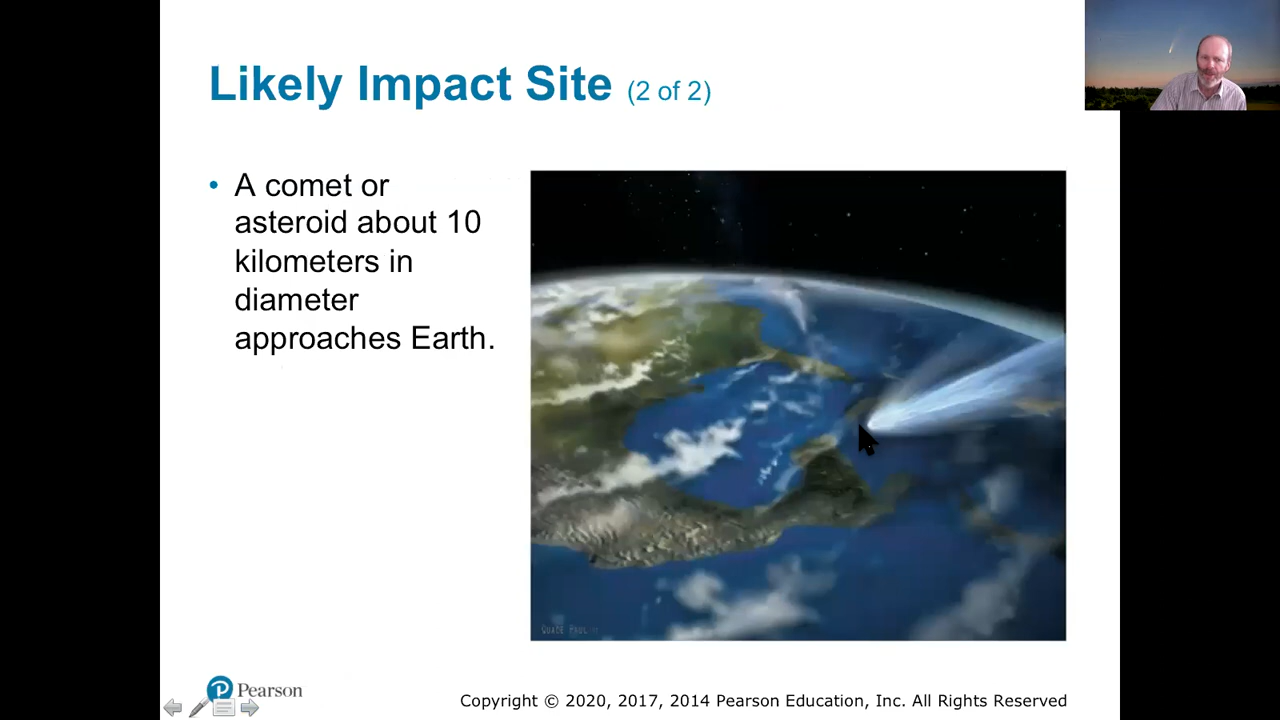 Likely Impact Site (2 of 2)
• A comet or
asteroid about 10
kilometers in
diameter
approaches Earth.
Pearson
Copyright © 2020, 2017, 2014 Pearson Education, Inc. All Rights Reserved